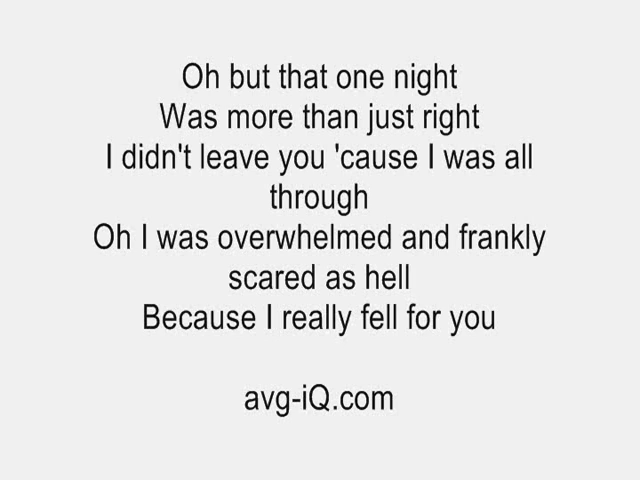 Oh but that one night
Was more than just right
I didn't leave you 'cause I was all
through
Oh I was overwhelmed and frankly
scared as hell
Because I really fell for you
avg-iQ.com